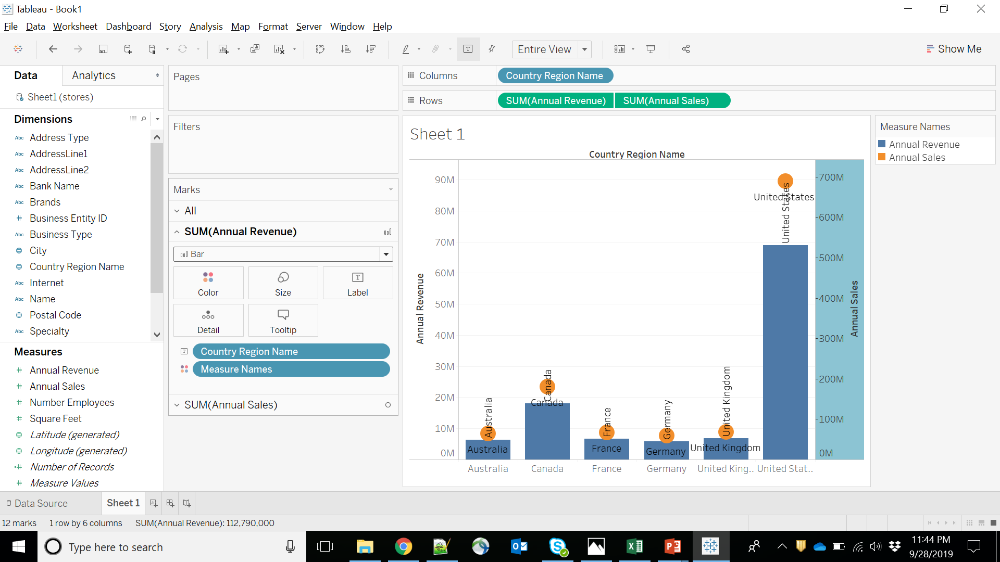 Tableau - Book1
File Data Worksheet Dashboard Story Analysis Map Format Server Window Help
Entire View
Show Me
Data Analytics
Sheet1 (stores)
Dimensions
Abc Address Type
Abc AddressLine1
Abc AddressLine2
Abc Bank Name
Abc Brands
# Business Entity ID
Abc Business Type
City
Country Region Name
Abc Internet
Abc Name
Postal Code
Abc Specialty
Measures
# Annual Revenue
# Annual Sales
# Number Employees
# Square Feet
Latitude (generated)
Longitude (generated)
=# Number of Records
# Measure Values
Pages
Filters
Marks
All
SUM(Annual Revenue)
Bar
Color Size Label
Detail Tooltip
Country Region Name
Measure Names
SUM(Annual Sales)
Columns Country Region Name
Rows SUM(Annual Revenue) SUM(Annual Sales)
Sheet 1
Country Region Name
Annual Revenue
90M
80M
70M
60M
50M
40M
30M
20M
10M
0M
Australia
Australia
Canada
Canada
France
France
Germany
Germany
United Kingdom
United Kingdom
United States
United States
700M
600M
500M
400M
300M
200M
100M
0M
Annual Sales
Australia Canada France Germany United King.. United Stat..
Measure Names
Annual Revenue
Annual Sales
Data Source Sheet 1
12 marks 1 row by 6 columns SUM(Annual Revenue): 112,790,000
Type here to search
11:44 PM
9/28/2019